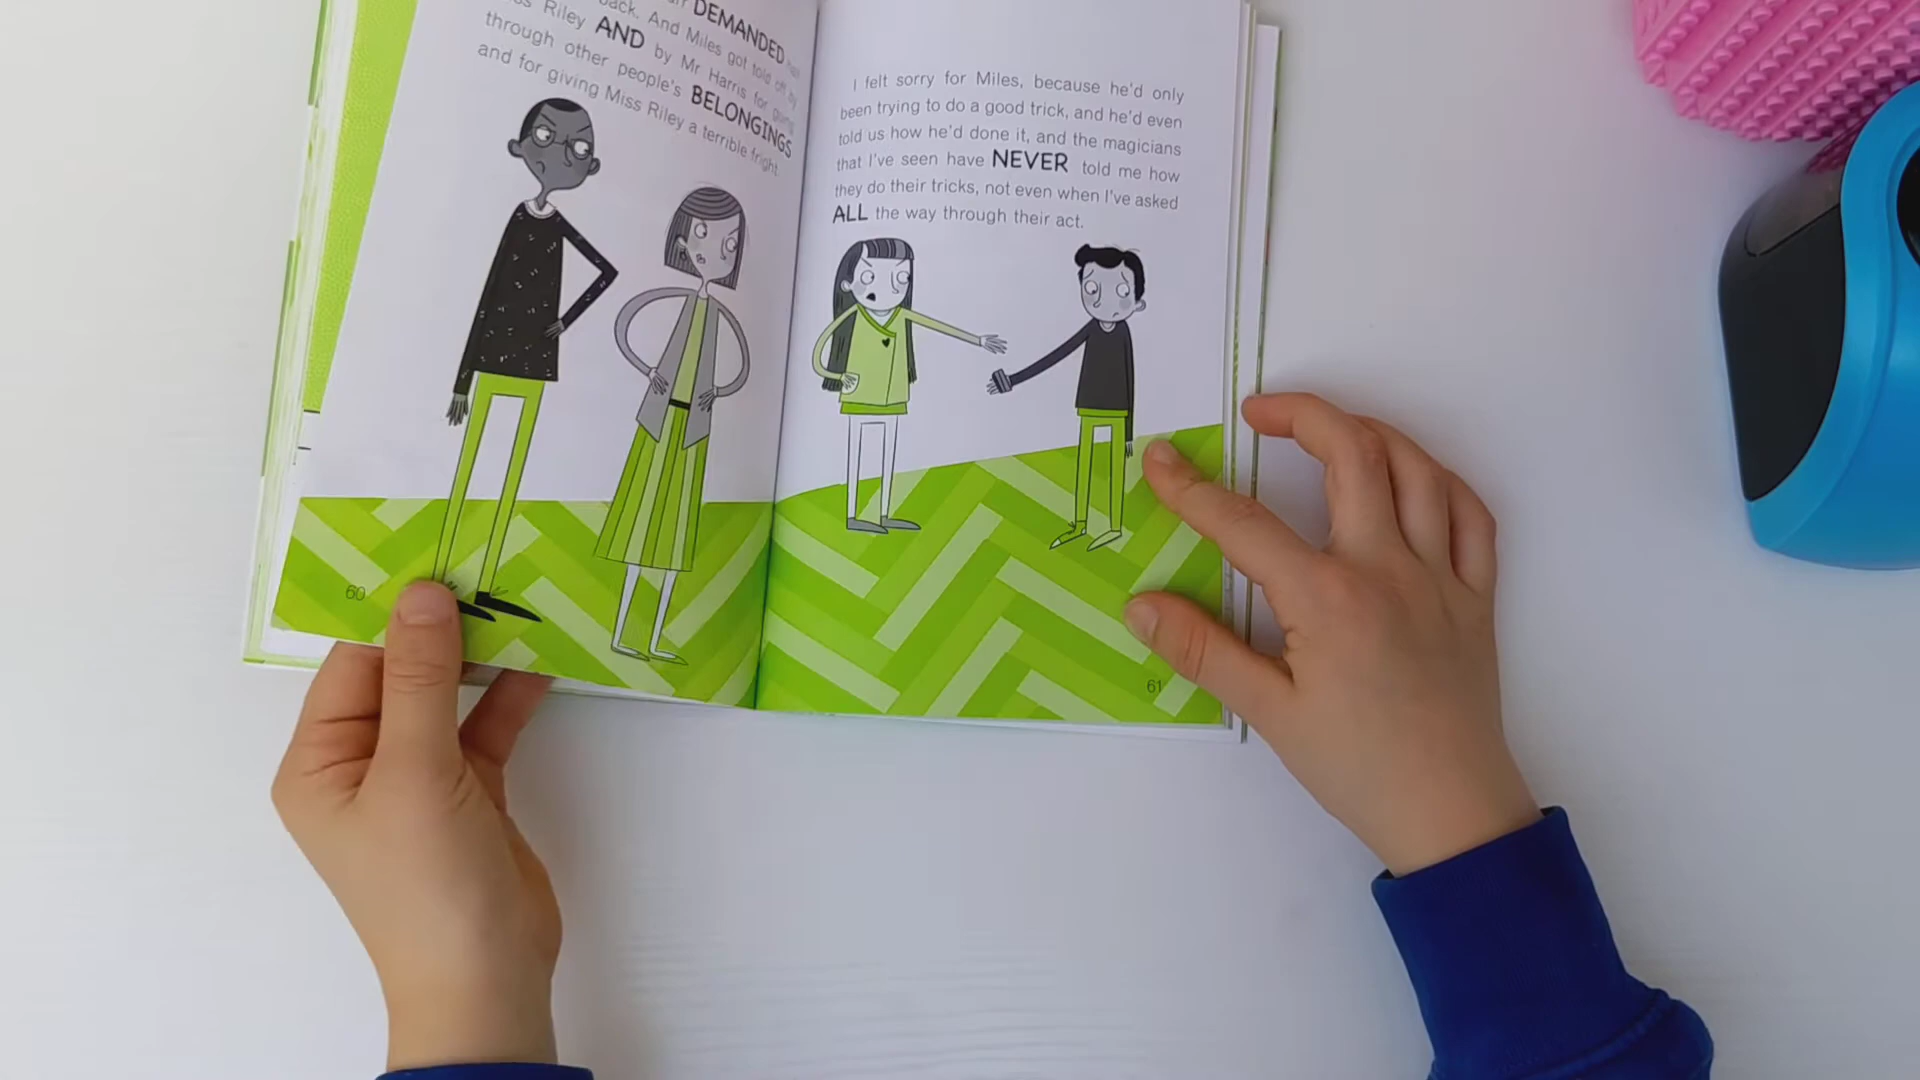 DEMANDED
back. And Miles got told off by
Riley AND by Mr Harris for going
through other people's BELONGINGS
and for giving Miss Riley a terrible fright.
60
I felt sorry for Miles, because he'd only
been trying to do a good trick, and he'd even
told us how he'd done it, and the magicians
that I've seen have NEVER told me how
they do their tricks, not even when I've asked
ALL the way through their act.
61